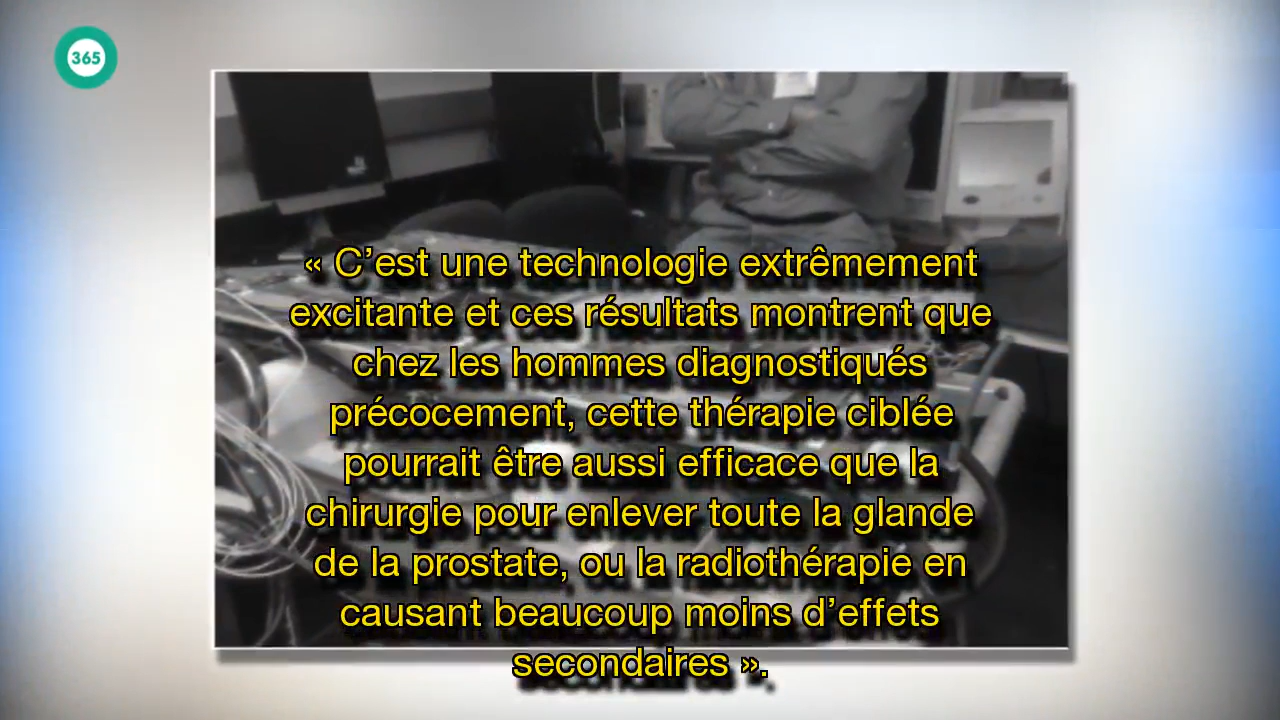 365
« C’est une technologie extrêmement
excitante et ces résultats montrent que
chez les hommes diagnostiqués
précocement, cette thérapie ciblée
pourrait être aussi efficace que la
chirurgie pour enlever toute la glande
de la prostate, ou la radiothérapie en
causant beaucoup moins d’effets
secondaires ».